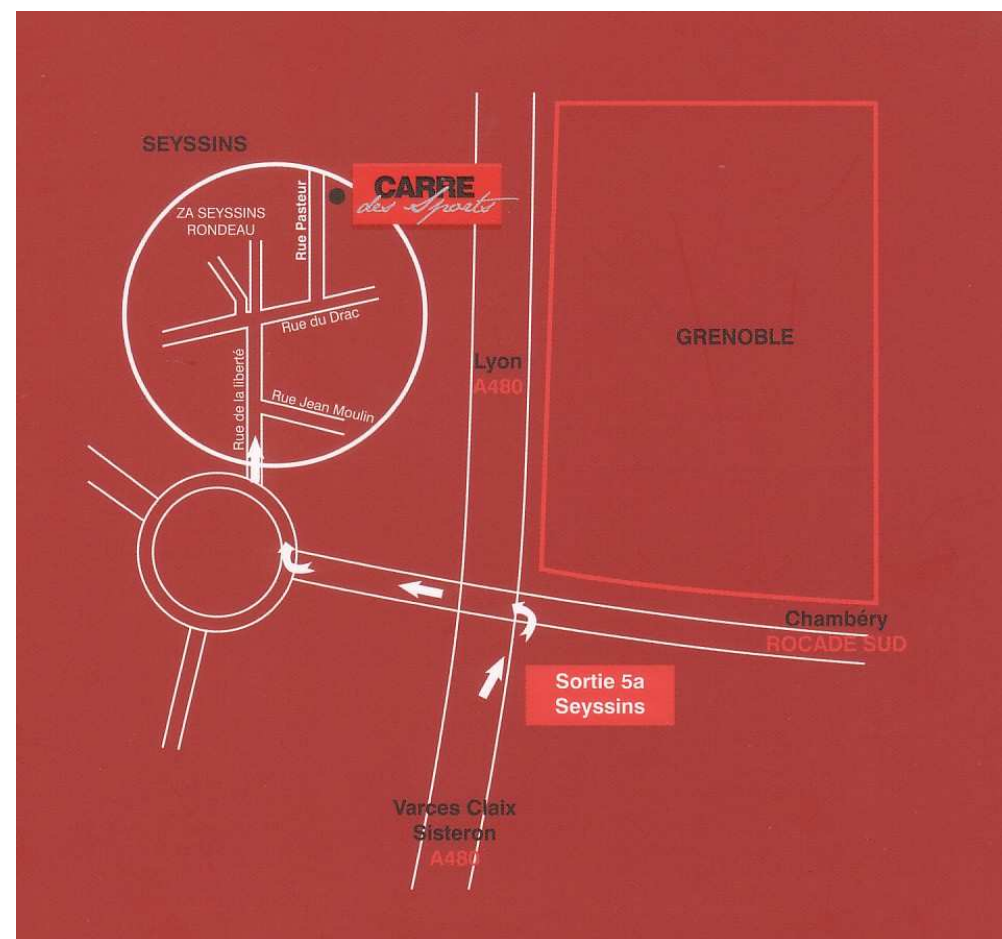 SEYSSINS
CARRE
des Sports
ZA SEYSSINS
RONDEAU
Rue Pasteur
Rue du Drac
GRENOBLE
Lyon
A480
Rue de la liberté
Rue Jean Moulin
Chambéry
ROCADE SUD
Sortie 5a
Seyssins
Varces Claix
Sisteron
A480